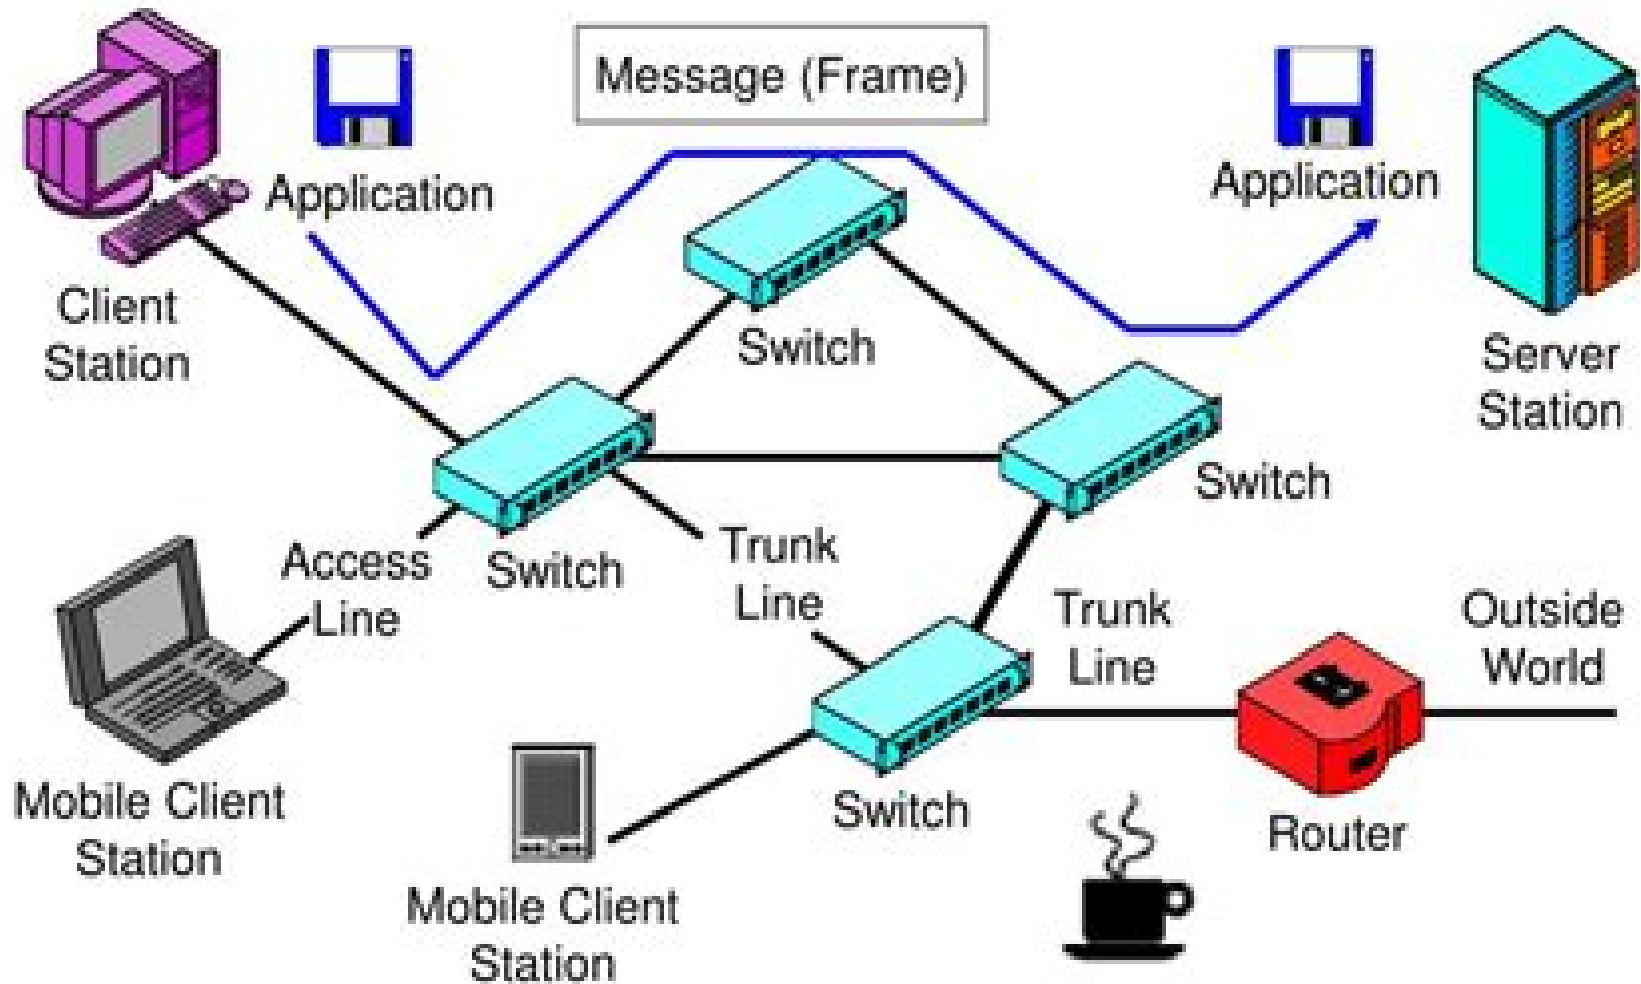 Message (Frame)
Application
Application
Client
Station
Switch
Server
Station
Switch
Access
Line
Switch
Trunk
Line
Trunk
Line
Outside
World
Mobile Client
Station
Switch
Router
Mobile Client
Station